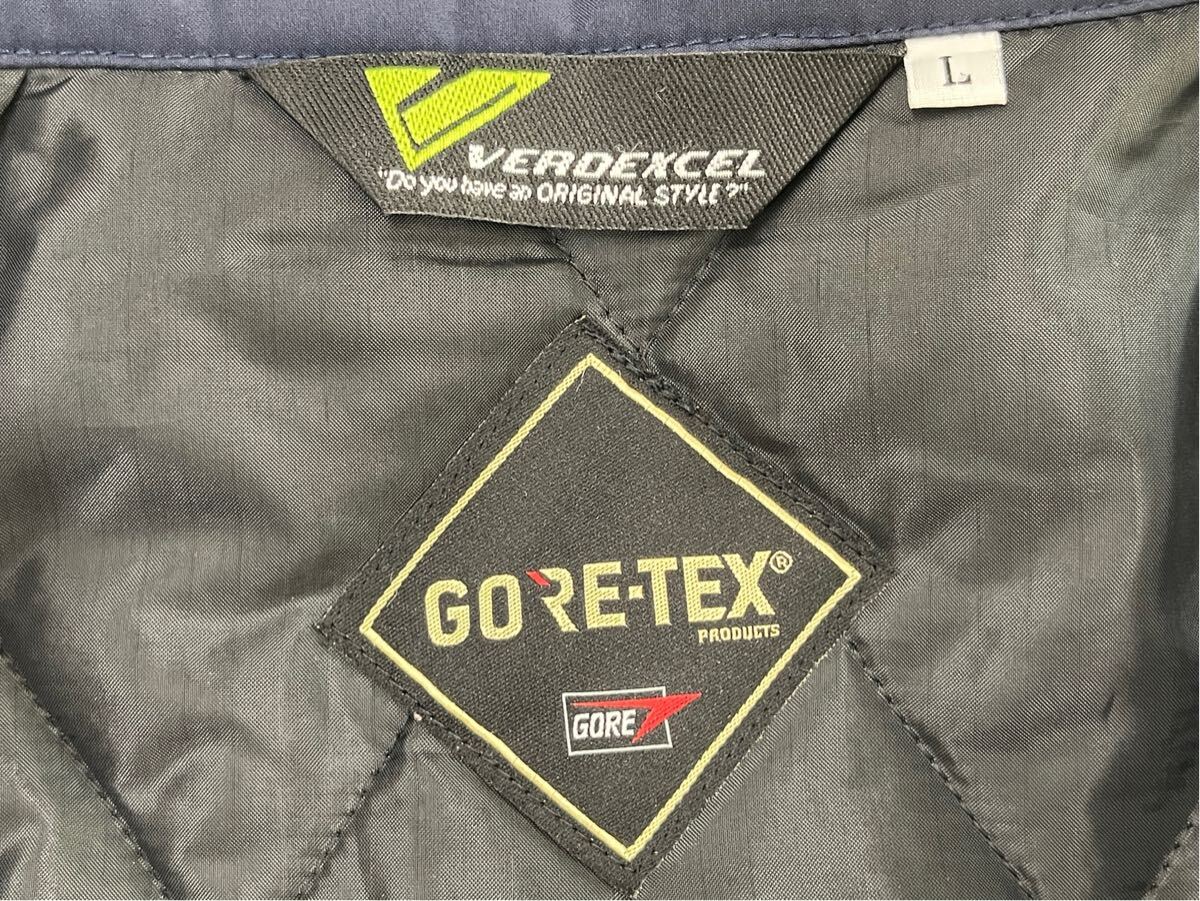 VERDEXCEL
"Do you have an ORIGINAL STYLE?"
L
GORE-TEX®
PRODUCTS
GORE